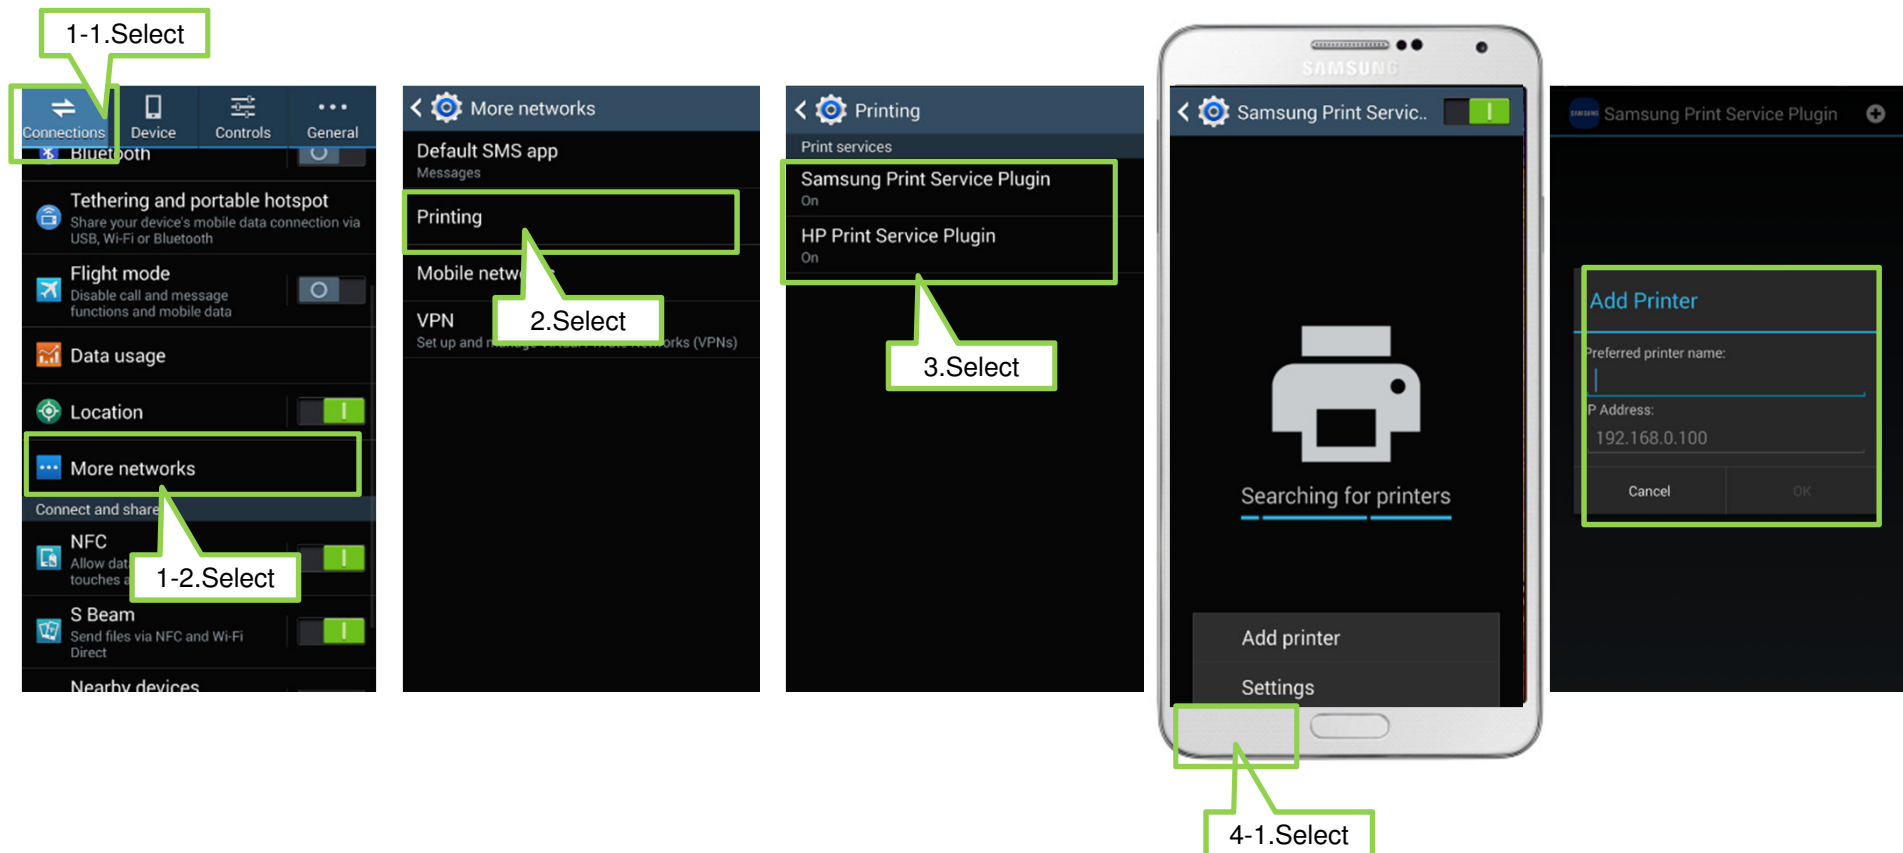 1-1.Select
Connections
Device
Controls
General
Bluetooth
Tethering and portable hotspot
Share your device's mobile data connection via
USB, Wi-Fi or Bluetooth
Flight mode
Disable call and message
functions and mobile data
Data usage
Location
More networks
Connect and share
NFC
Allow dat
touches a
1-2.Select
S Beam
Send files via NFC and Wi-Fi
Direct
Nearby devices
More networks
Default SMS app
Messages
Printing
Mobile networks
2.Select
VPN
Set up and manage Virtual Private Networks (VPNs)
Printing
Print services
Samsung Print Service Plugin
On
HP Print Service Plugin
On
3.Select
SAMSUNG
Samsung Print Servic..
Searching for printers
Add printer
Settings
4-1.Select
SAMSUNG
Samsung Print Service Plugin
Add Printer
Preferred printer name:
P Address:
192.168.0.100
Cancel
OK